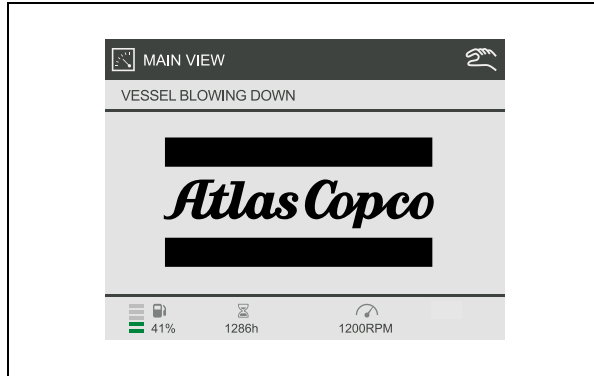 MAIN VIEW
VESSEL BLOWING DOWN
Atlas Copco
41% 1286h 1200RPM